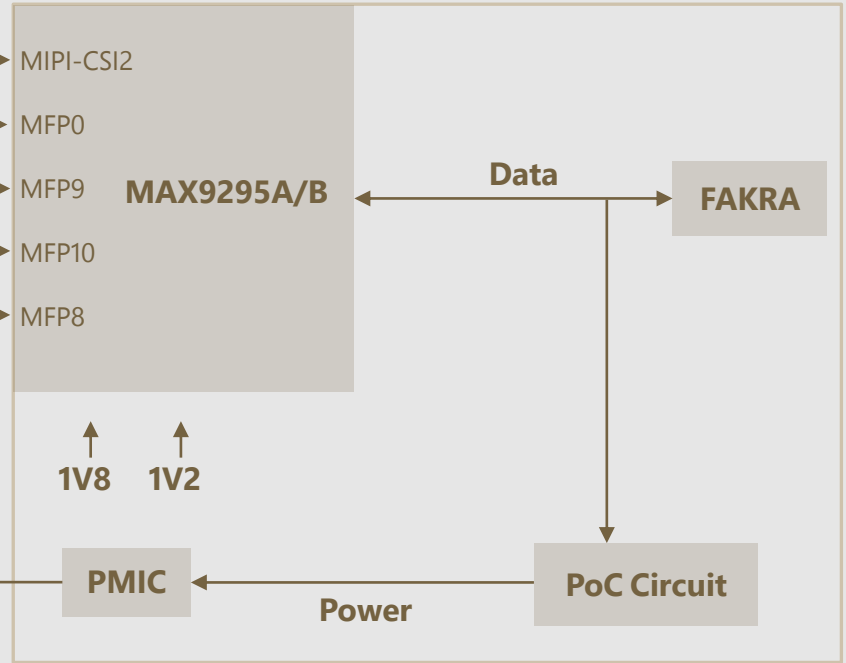 MIPI-CSI2
MFP0
MFP9
MAX9295A/B
MFP10
MFP8
Data
FAKRA
1V8
1V2
PMIC
Power
PoC Circuit